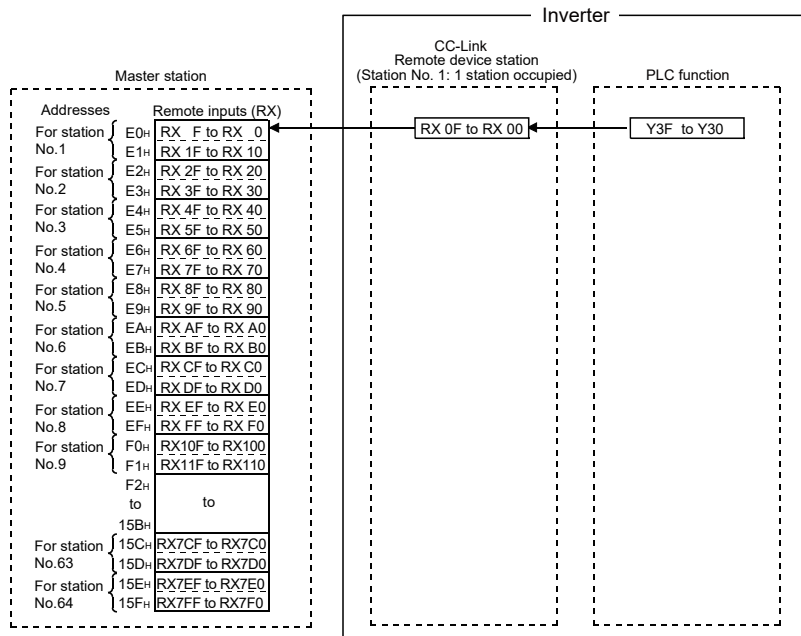 Inverter
CC-Link
Remote device station
(Station No. 1: 1 station occupied)
PLC function
Master station
Addresses
Remote inputs (RX)
For station No.1
E0H RX F to RX 0
E1H RX 1F to RX 10
RX 0F to RX 00
Y3F to Y30
For station No.2
E2H RX 2F to RX 20
E3H RX 3F to RX 30
For station No.3
E4H RX 4F to RX 40
E5H RX 5F to RX 50
For station No.4
E6H RX 6F to RX 60
E7H RX 7F to RX 70
For station No.5
E8H RX 8F to RX 80
E9H RX 9F to RX 90
For station No.6
EAH RX AF to RX A0
EBH RX BF to RX B0
For station No.7
ECH RX CF to RX C0
EDH RX DF to RX D0
For station No.8
EEH RX EF to RX E0
EFH RX FF to RX F0
For station No.9
F0H RX10F to RX100
F1H RX11F to RX110
F2H
to to
15BH
For station No.63
15CH RX7CF to RX7C0
15DH RX7DF to RX7D0
For station No.64
15EH RX7EF to RX7E0
15FH RX7FF to RX7F0